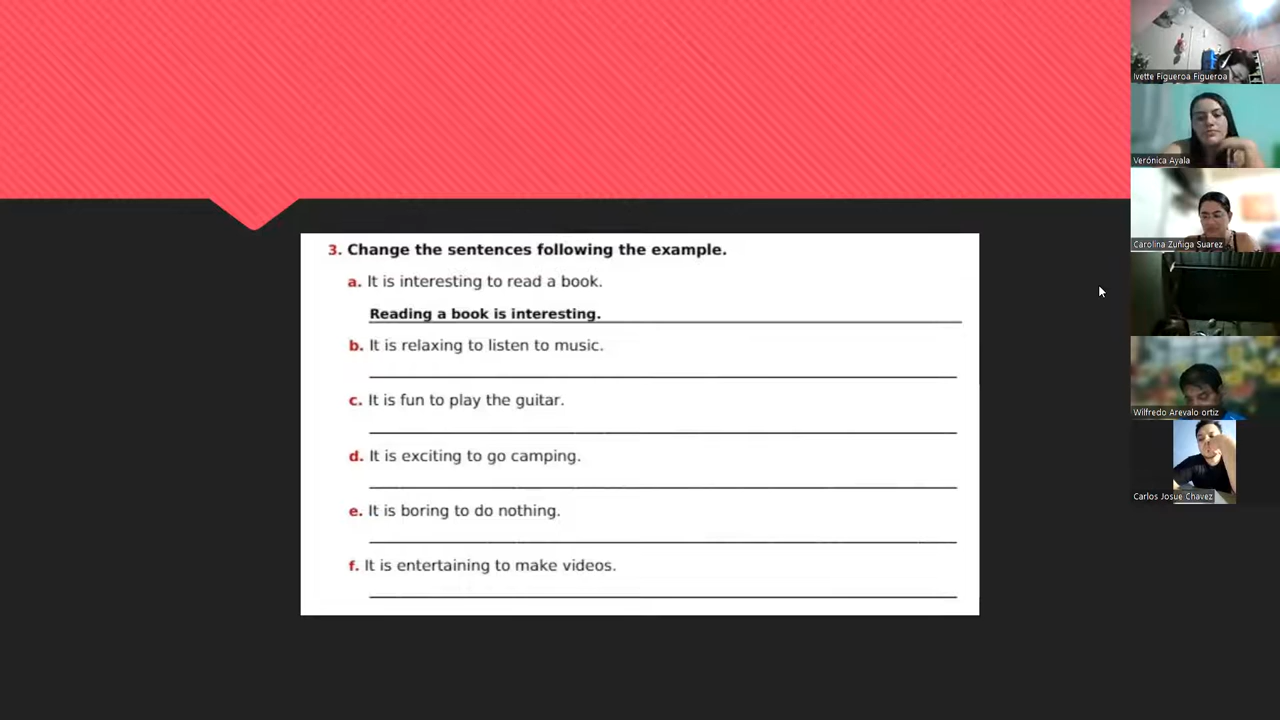 3. Change the sentences following the example.
a. It is interesting to read a book.
Reading a book is interesting.
b. It is relaxing to listen to music.
c. It is fun to play the guitar.
d. It is exciting to go camping.
e. It is boring to do nothing.
f. It is entertaining to make videos.
Ivette Figueroa Figueroa
Verónica Ayala
Carolina Zuñiga Suarez
Wilfredo Arevalo ortiz
Carlos Josue Chavez